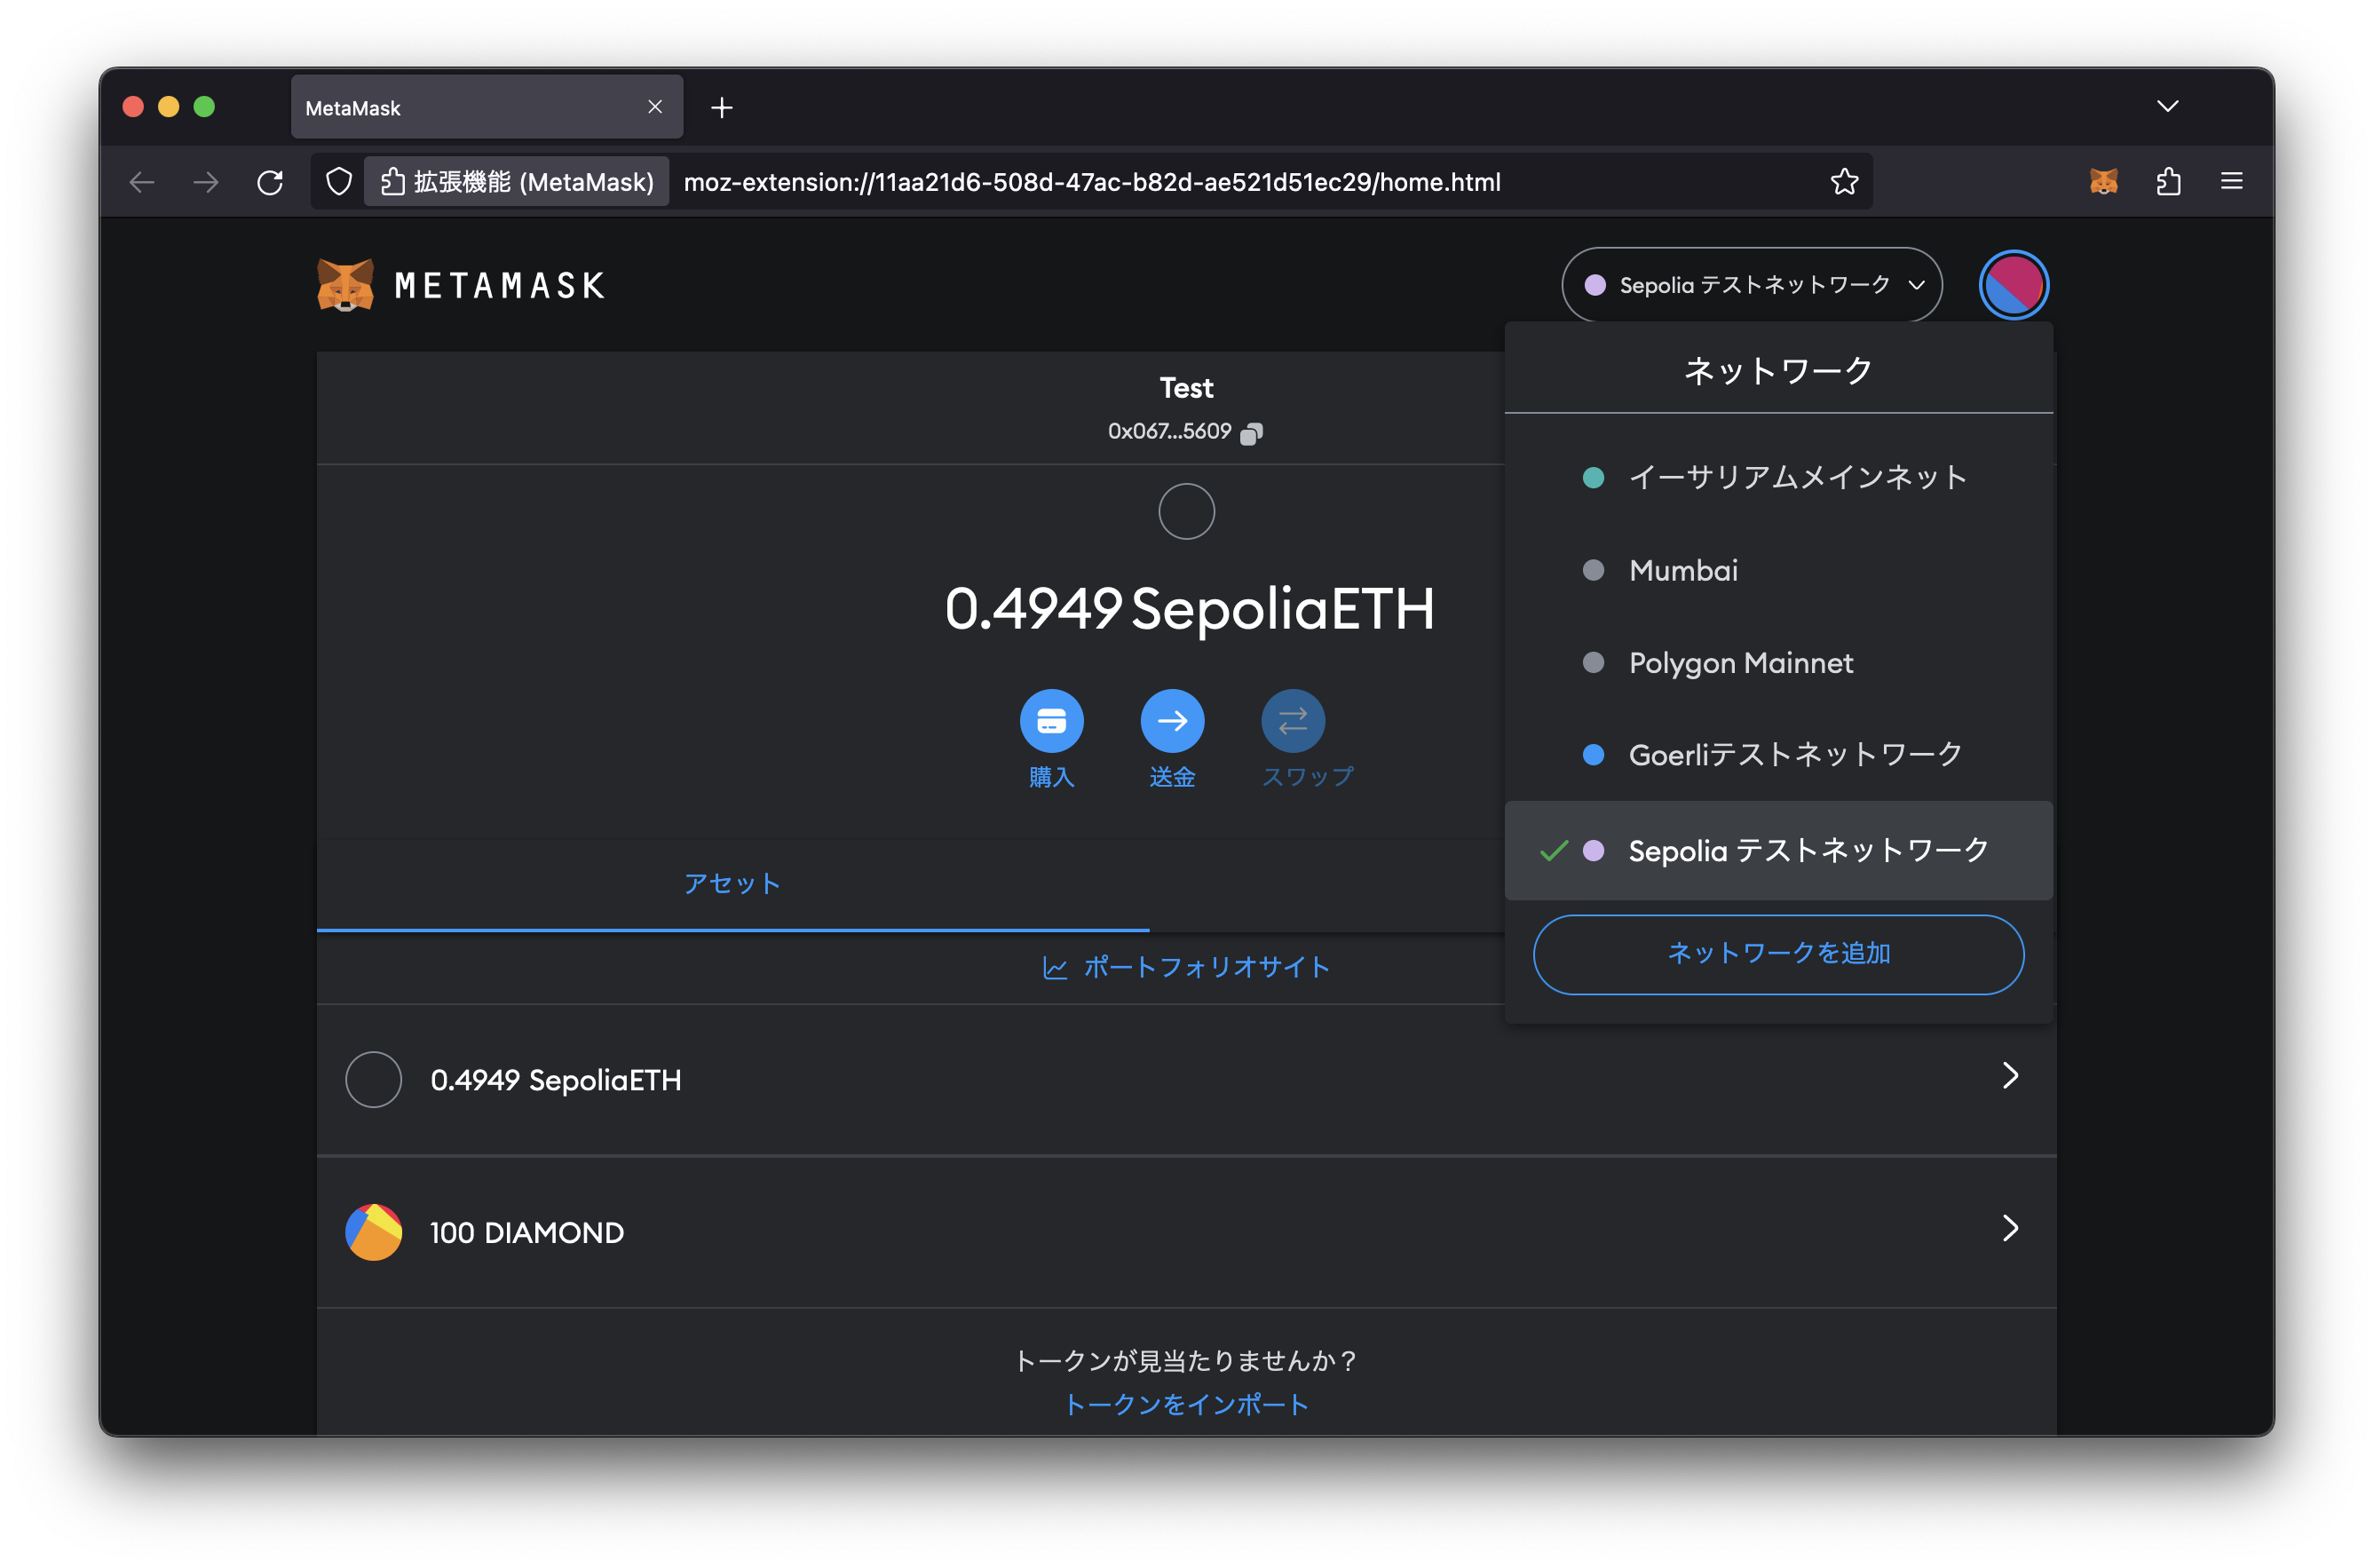 MetaMask
拡張機能 (MetaMask)
moz-extension://11aa21d6-508d-47ac-b82d-ae521d51ec29/home.html
METAMASK
Sepolia テストネットワーク
Test
0x067...5609
0.4949 SepoliaETH
購入
送金
スワップ
アセット
ポートフォリオサイト
0.4949 SepoliaETH
100 DIAMOND
トークンが見当たりませんか？
トークンをインポート
ネットワーク
イーサリアムメインネット
Mumbai
Polygon Mainnet
Goerliテストネットワーク
Sepolia テストネットワーク
ネットワークを追加